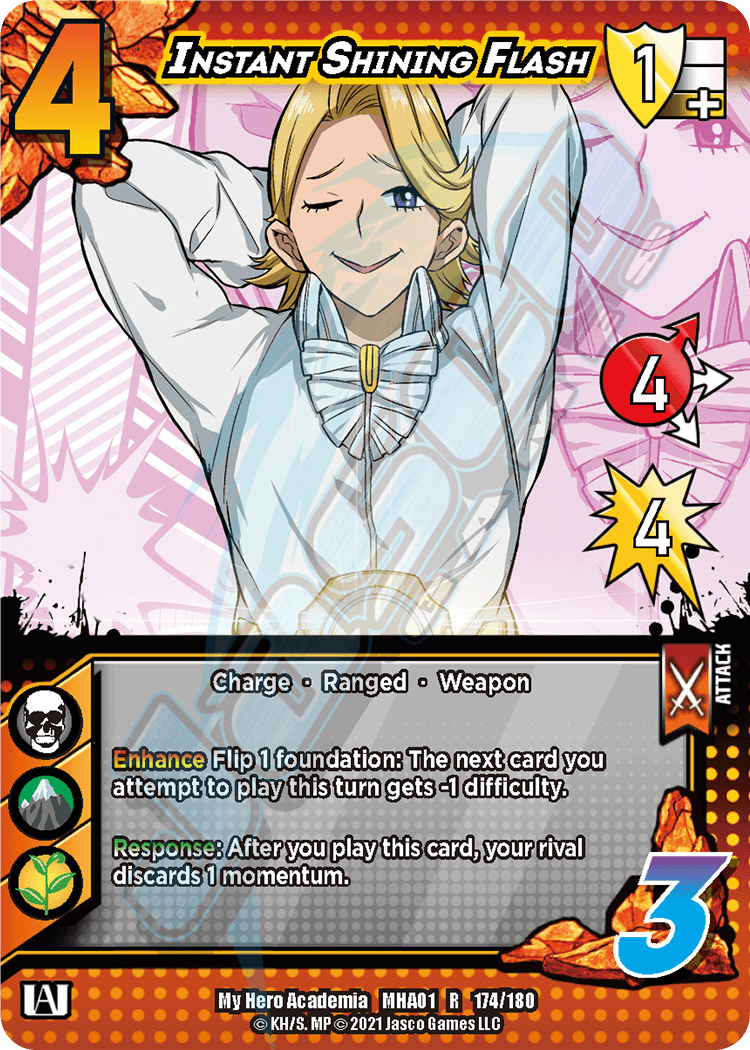 4
INSTANT SHINING FLASH
1
+
4
4
ATTACK
Charge · Ranged · Weapon
Enhance Flip 1 foundation: The next card you
attempt to play this turn gets -1 difficulty.
Response: After you play this card, your rival
discards 1 momentum.
3
UA
My Hero Academia MHA01 R 174/180
© KH/S. MP © 2021 Jasco Games LLC